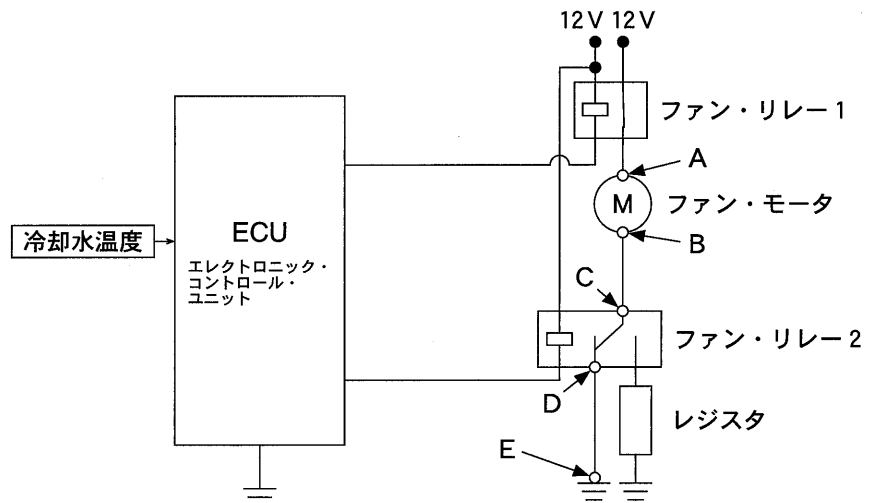 12V 12V
ファン・リレー1
A
M
ファン・モータ
B
冷却水温度
ECU
エレクトロニック・
コントロール・
ユニット
C
ファン・リレー2
D
レジスタ
E